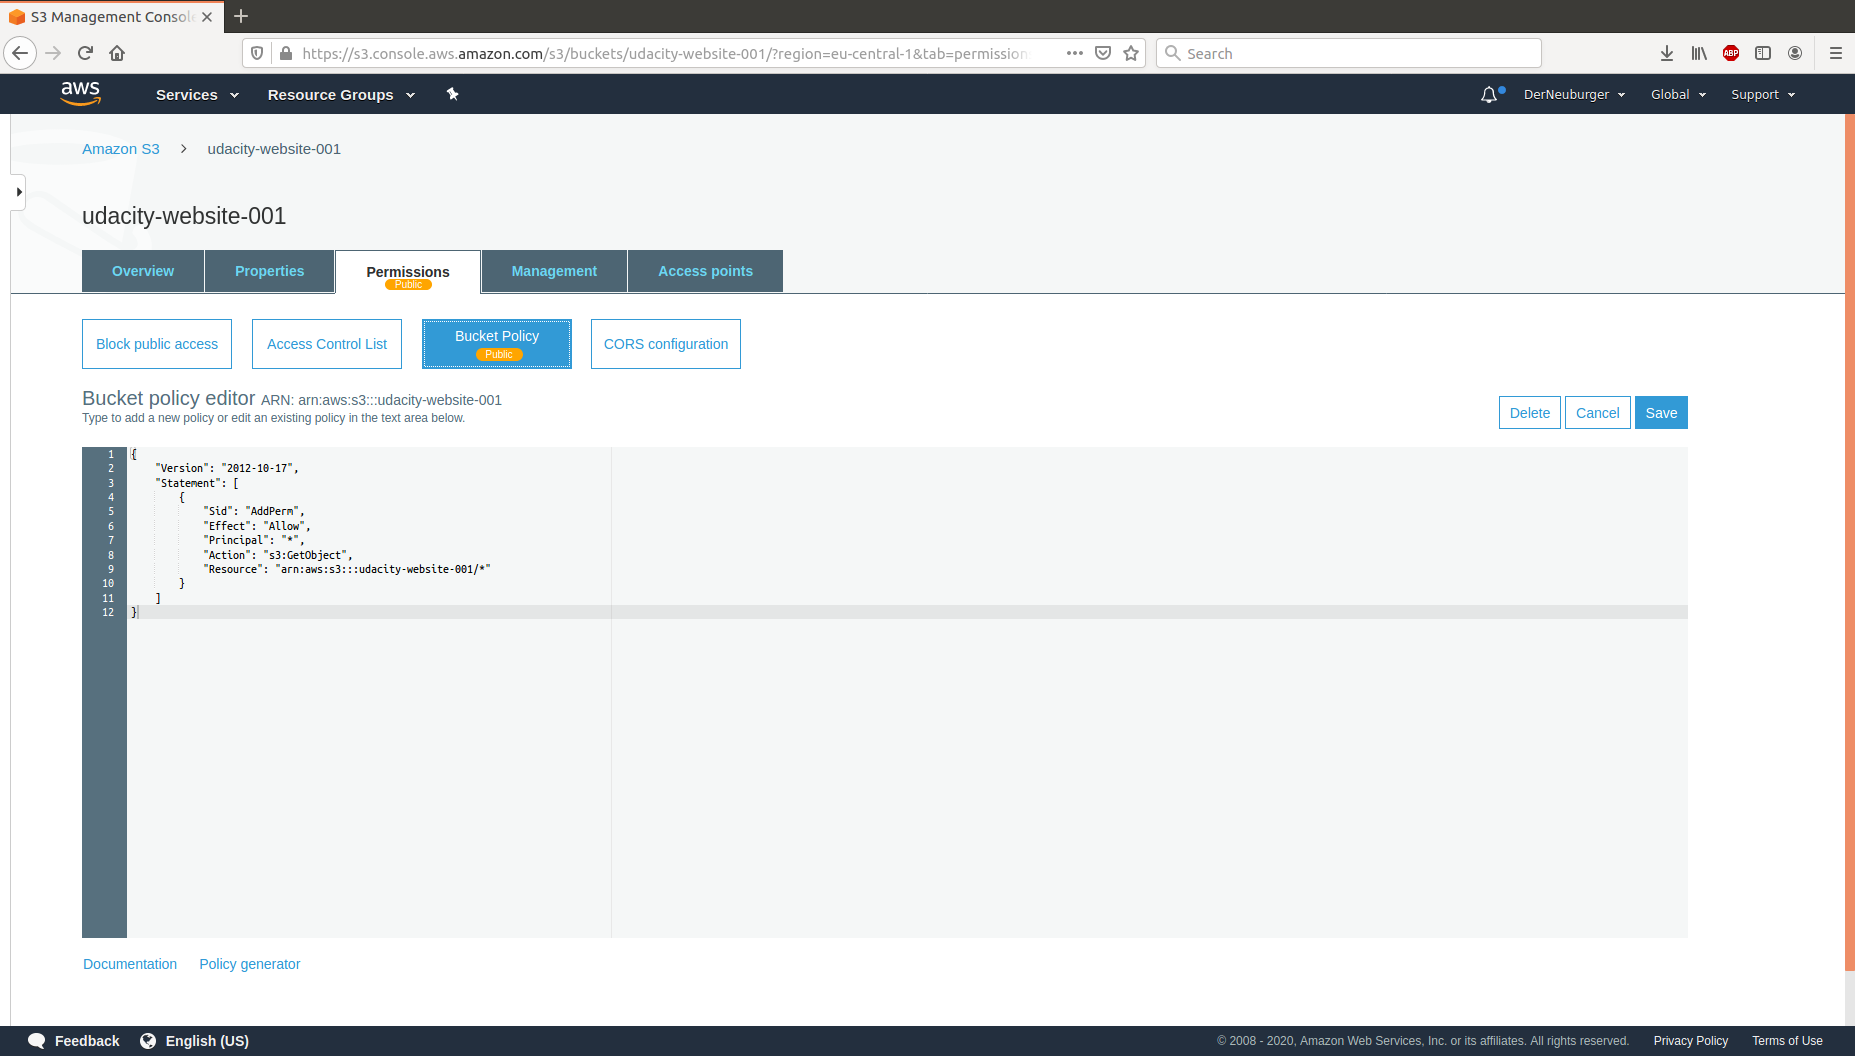 S3 Management Consol
https://s3.console.aws.amazon.com/s3/buckets/udacity-website-001/?region=eu-central-1&tab=permission
Search
ABP
aws
Services
Resource Groups
DerNeuburger
Global
Support
Amazon S3 > udacity-website-001
udacity-website-001
Overview
Properties
Permissions
Public
Management
Access points
Block public access
Access Control List
Bucket Policy
Public
CORS configuration
Bucket policy editor ARN: arn:aws:s3:::udacity-website-001
Type to add a new policy or edit an existing policy in the text area below.
Delete
Cancel
Save
1 {
2 "Version": "2012-10-17",
3 "Statement": [
4 {
5 "Sid": "AddPerm",
6 "Effect": "Allow",
7 "Principal": "*",
8 "Action": "s3:GetObject",
9 "Resource": "arn:aws:s3:::udacity-website-001/*"
10 }
11 ]
12 }
Documentation
Policy generator
Feedback
English (US)
© 2008 - 2020, Amazon Web Services, Inc. or its affiliates. All rights reserved.
Privacy Policy
Terms of Use